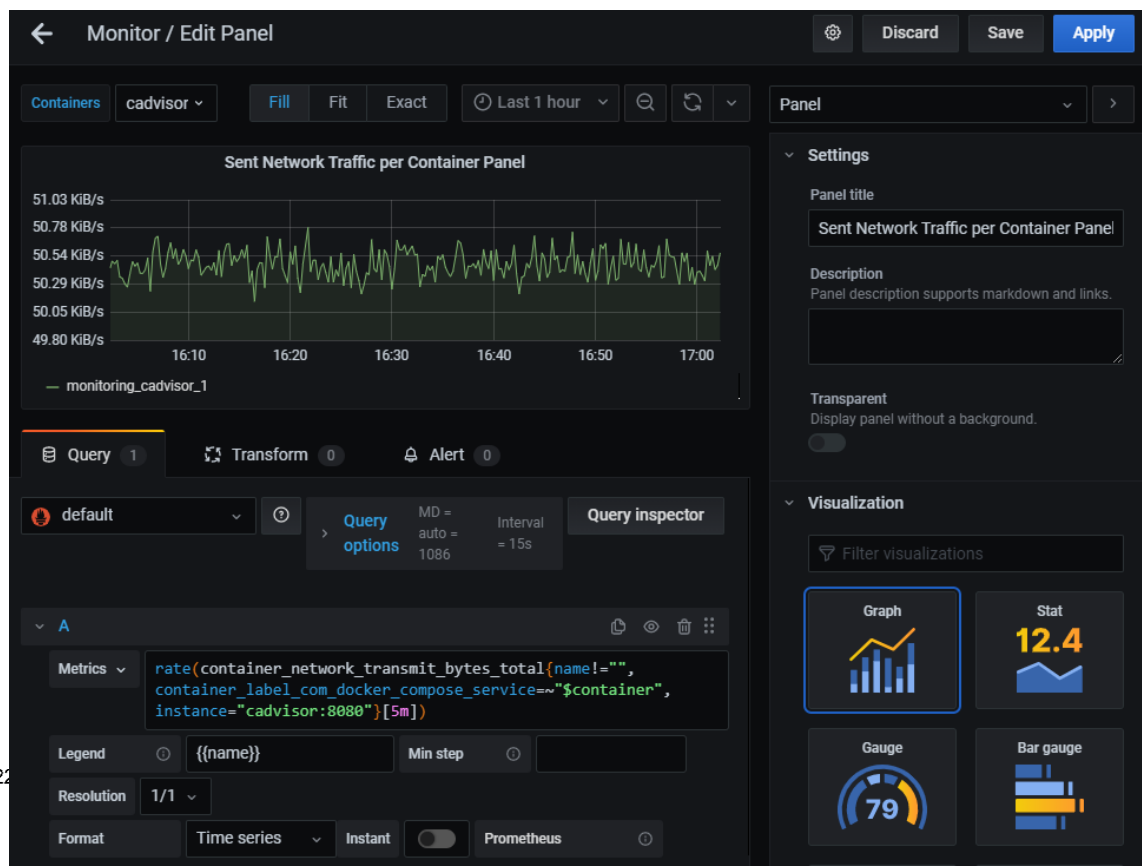 Monitor / Edit Panel
Discard
Save
Apply
Containers
cadvisor
Fill
Fit
Exact
Last 1 hour
Panel
Sent Network Traffic per Container Panel
51.03 KiB/s
50.78 KiB/s
50.54 KiB/s
50.29 KiB/s
50.05 KiB/s
49.80 KiB/s
16:10
16:20
16:30
16:40
16:50
17:00
monitoring_cadvisor_1
Settings
Panel title
Sent Network Traffic per Container Panel
Description
Panel description supports markdown and links.
Transparent
Display panel without a background.
Query 1
Transform 0
Alert 0
default
Query
options
MD =
auto =
1086
Interval
= 15s
Query inspector
Visualization
Filter visualizations
Graph
Stat
12.4
Gauge
79
Bar gauge
A
Metrics
rate(container_network_transmit_bytes_total{name!="",
container_label_com_docker_compose_service=~"$container",
instance="cadvisor:8080"}[5m])
Legend
{{name}}
Min step
22
Resolution
1/1
Format
Time series
Instant
Prometheus